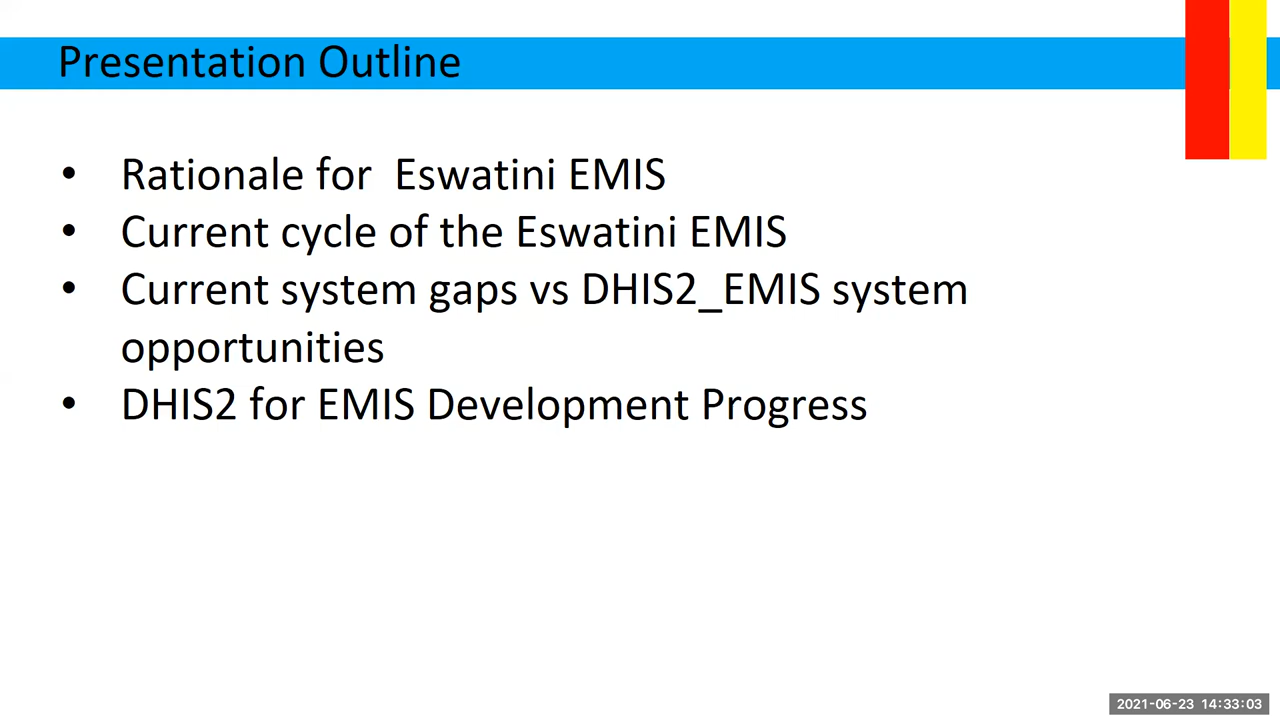 Presentation Outline
• Rationale for  Eswatini EMIS
• Current cycle of the Eswatini EMIS
• Current system gaps vs DHIS2_EMIS system
opportunities
• DHIS2 for EMIS Development Progress
2021-06-23 14:33:03